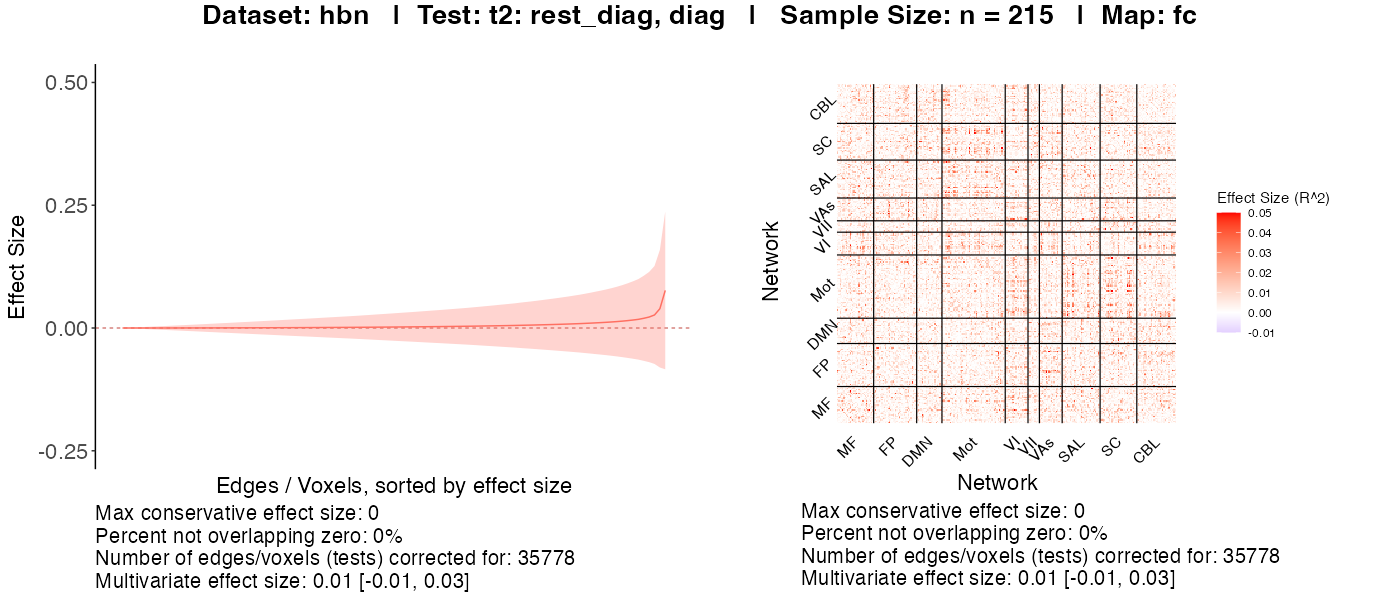 Dataset: hbn | Test: t2: rest_diag, diag | Sample Size: n = 215 | Map: fc
0.50
0.25
0.00
-0.25
Effect Size
Edges / Voxels, sorted by effect size
Max conservative effect size: 0
Percent not overlapping zero: 0%
Number of edges/voxels (tests) corrected for: 35778
Multivariate effect size: 0.01 [-0.01, 0.03]
Network
CBL
SC
SAL
VAs
VII
VI
Mot
DMN
FP
MF
MF
FP
DMN
Mot
VI
VII
VAs
SAL
SC
CBL
Network
Effect Size (R^2)
0.05
0.04
0.03
0.02
0.01
0.00
-0.01
Max conservative effect size: 0
Percent not overlapping zero: 0%
Number of edges/voxels (tests) corrected for: 35778
Multivariate effect size: 0.01 [-0.01, 0.03]